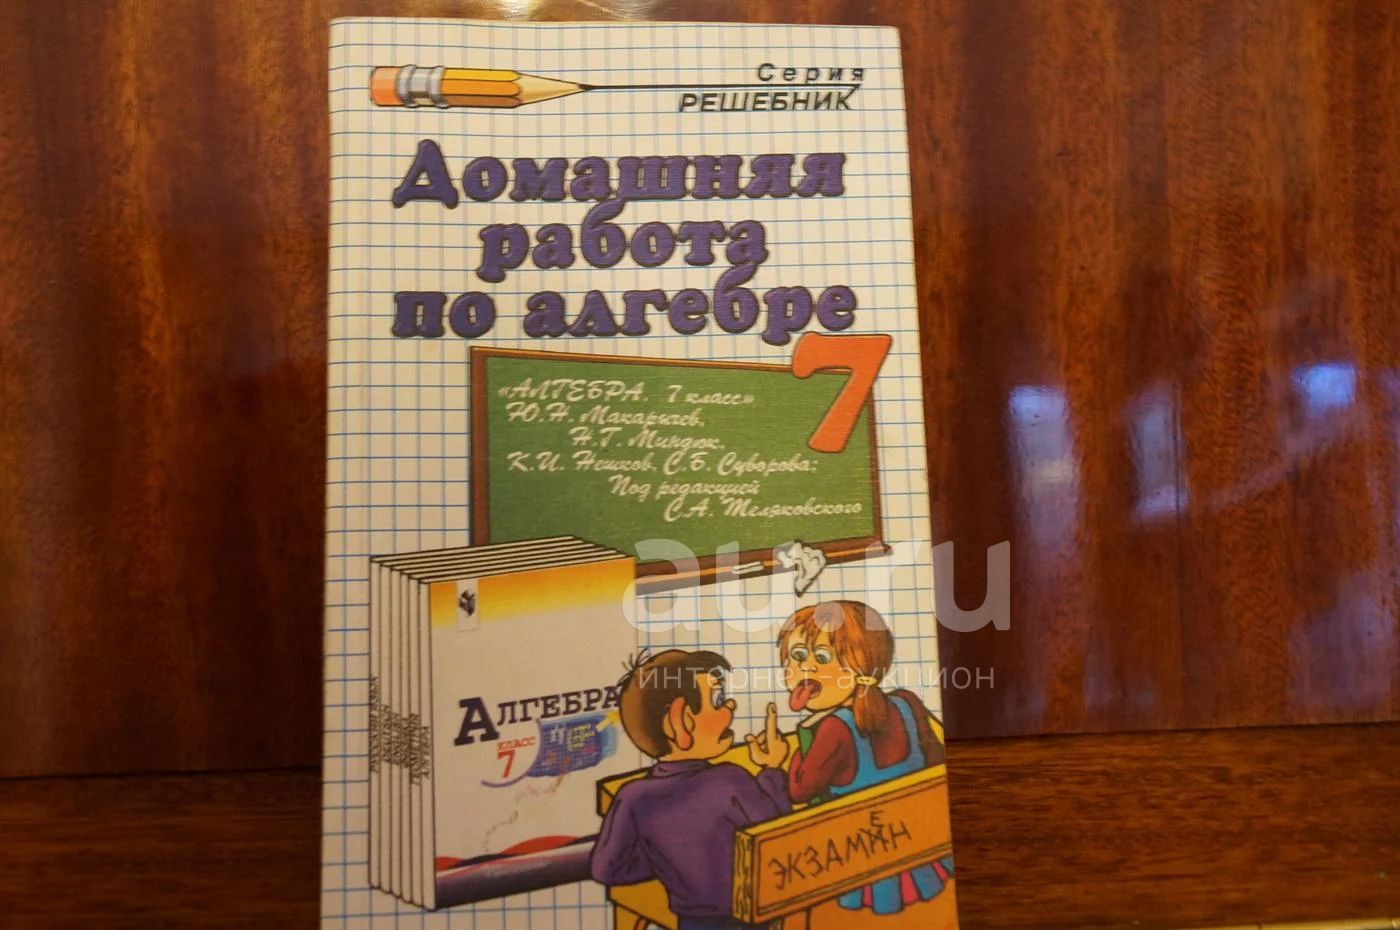 Серия
РЕШЕБНИК
Домашняя
работа
по алгебре
7
«АЛГЕБРА. 7 класс»
Ю.Н. Макарычев,
Н.Г. Миндюк,
К.И. Нешков, С.Б. Суворова;
Под редакцией
С.А. Теляковского
au.ru
интернет-аукцион
АЛГЕБРА
КЛАСС
7
АЛГЕБРА
ЭКЗАМЕН